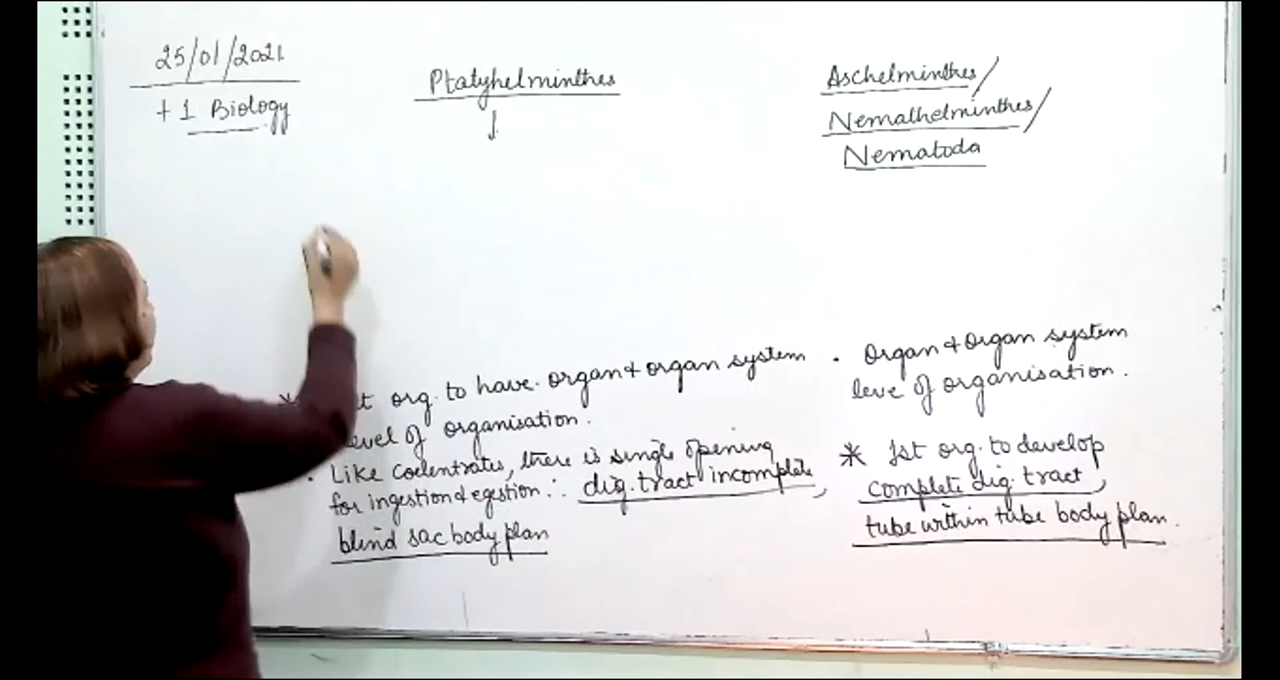 25/01/2021
+1 Biology
Platyhelminthes
↓
Aschelminthes/
Nemathelminthes/
Nematoda
* org. to have organ & organ system
level of organisation.
. Like Coelentrates, there is single opening
for ingestion & egestion ∴ dig. tract incomplete,
blind sac body plan
. Organ & Organ system
leve of organisation.
* 1st org. to develop
complete dig. tract,
tube within tube body plan.